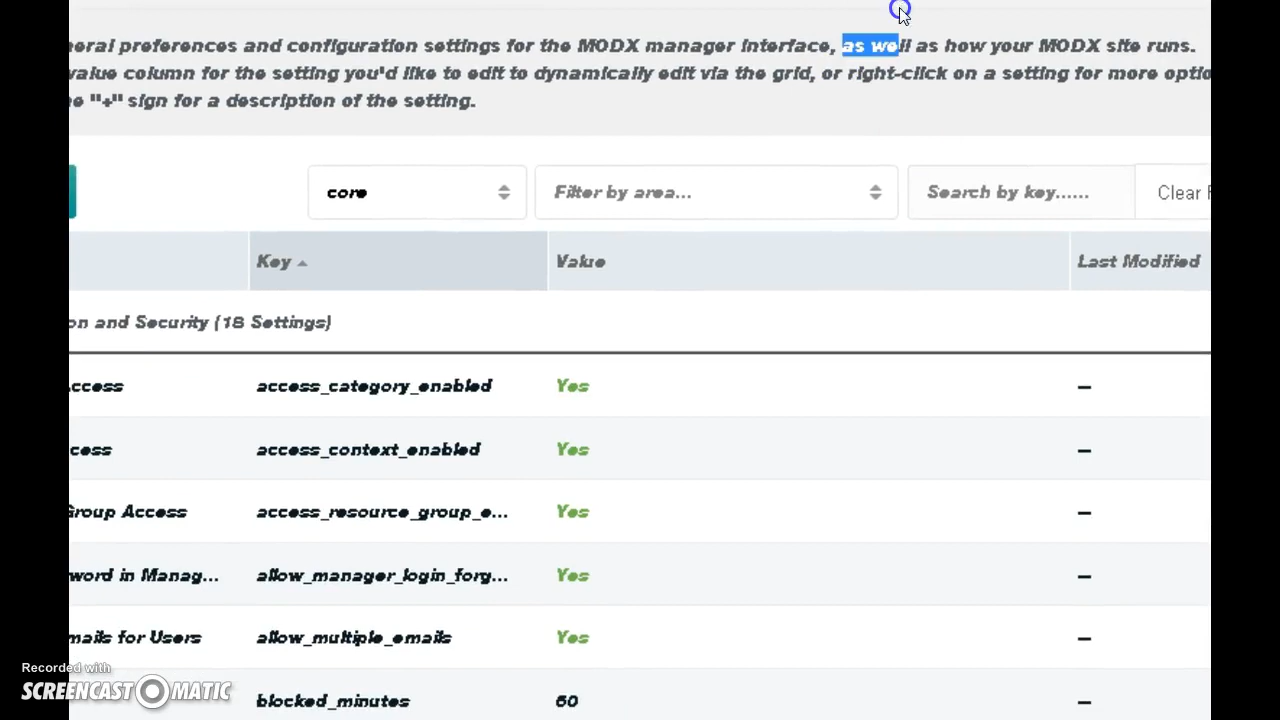 eral preferences and configuration settings for the MODX manager interface, as well as how your MODX site runs.
value column for the setting you'd like to edit to dynamically edit via the grid, or right-click on a setting for more optio
e "+" sign for a description of the setting.
core Filter by area... Search by key...... Clear F
Key Value Last Modified
on and Security (18 Settings)
ccess access_category_enabled Yes —
cess access_context_enabled Yes —
Group Access access_resource_group_e... Yes —
word in Manag... allow_manager_login_forg... Yes —
mails for Users allow_multiple_emails Yes —
blocked_minutes 60 —
Recorded with
SCREENCAST-O-MATIC